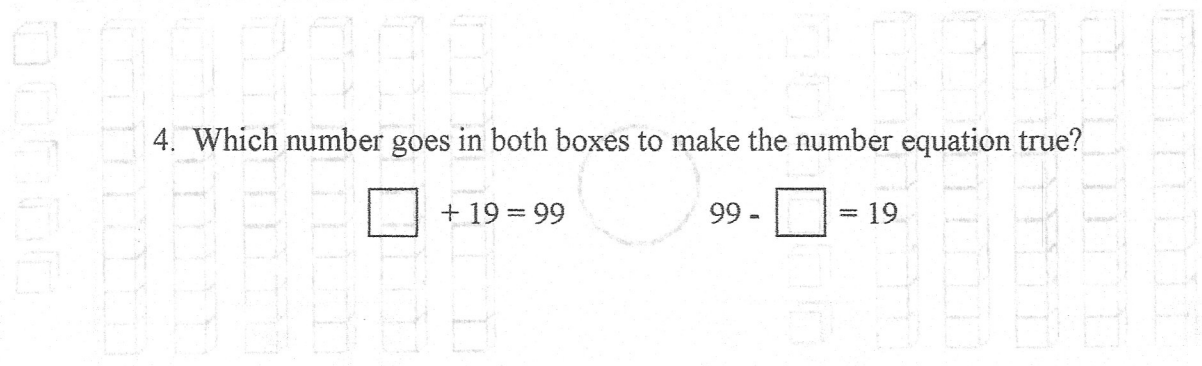 4. Which number goes in both boxes to make the number equation true?
□ + 19 = 99 99 - □ = 19